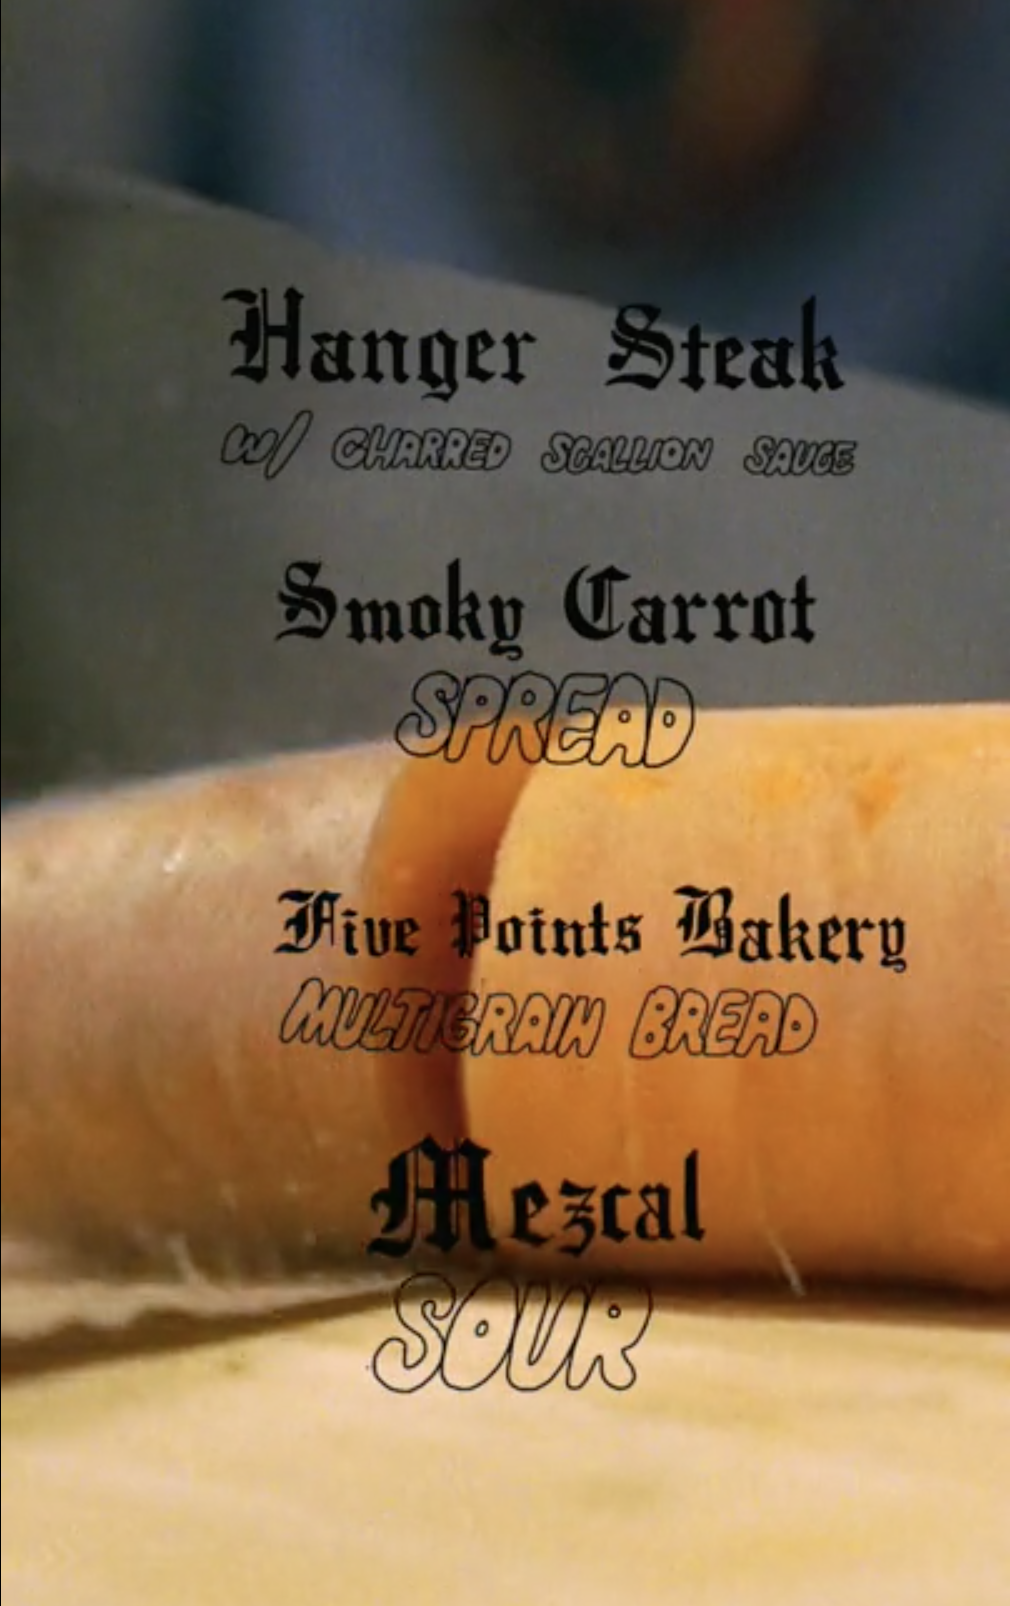 Hanger Steak
w/ CHARRED SCALLION SAUCE
Smoky Carrot
SPREAD
Five Points Bakery
MULTIGRAIN BREAD
Mezcal
SOUR